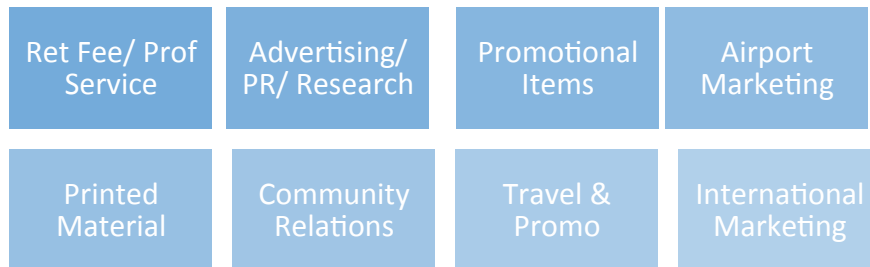 Ret Fee/ Prof
Service
Advertising/
PR/ Research
Promotional
Items
Airport
Marketing
Printed
Material
Community
Relations
Travel &
Promo
International
Marketing